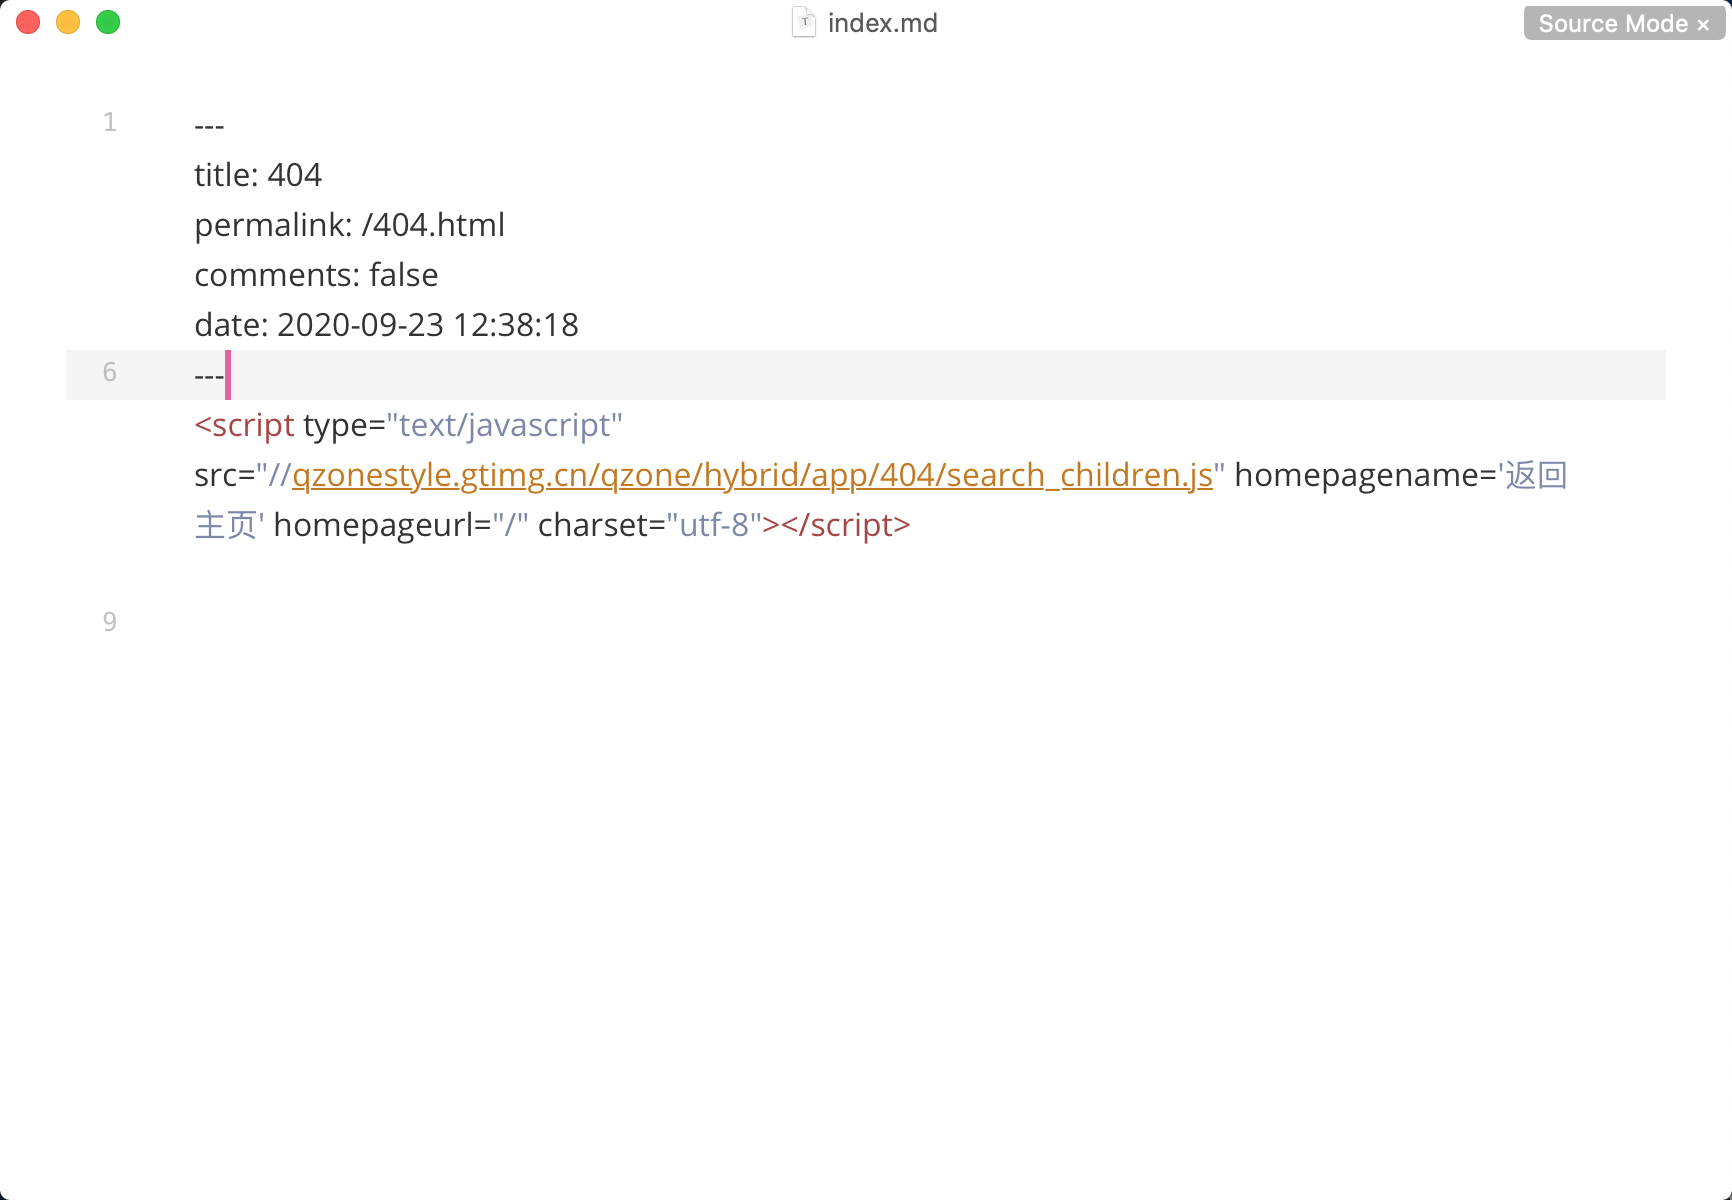 index.md
Source Mode ×
1
---
title: 404
permalink: /404.html
comments: false
date: 2020-09-23 12:38:18
6
---
<script type="text/javascript"
src="//qzonestyle.gtimg.cn/qzone/hybrid/app/404/search_children.js" homepagename='返回
主页' homepageurl="/" charset="utf-8"></script>
9